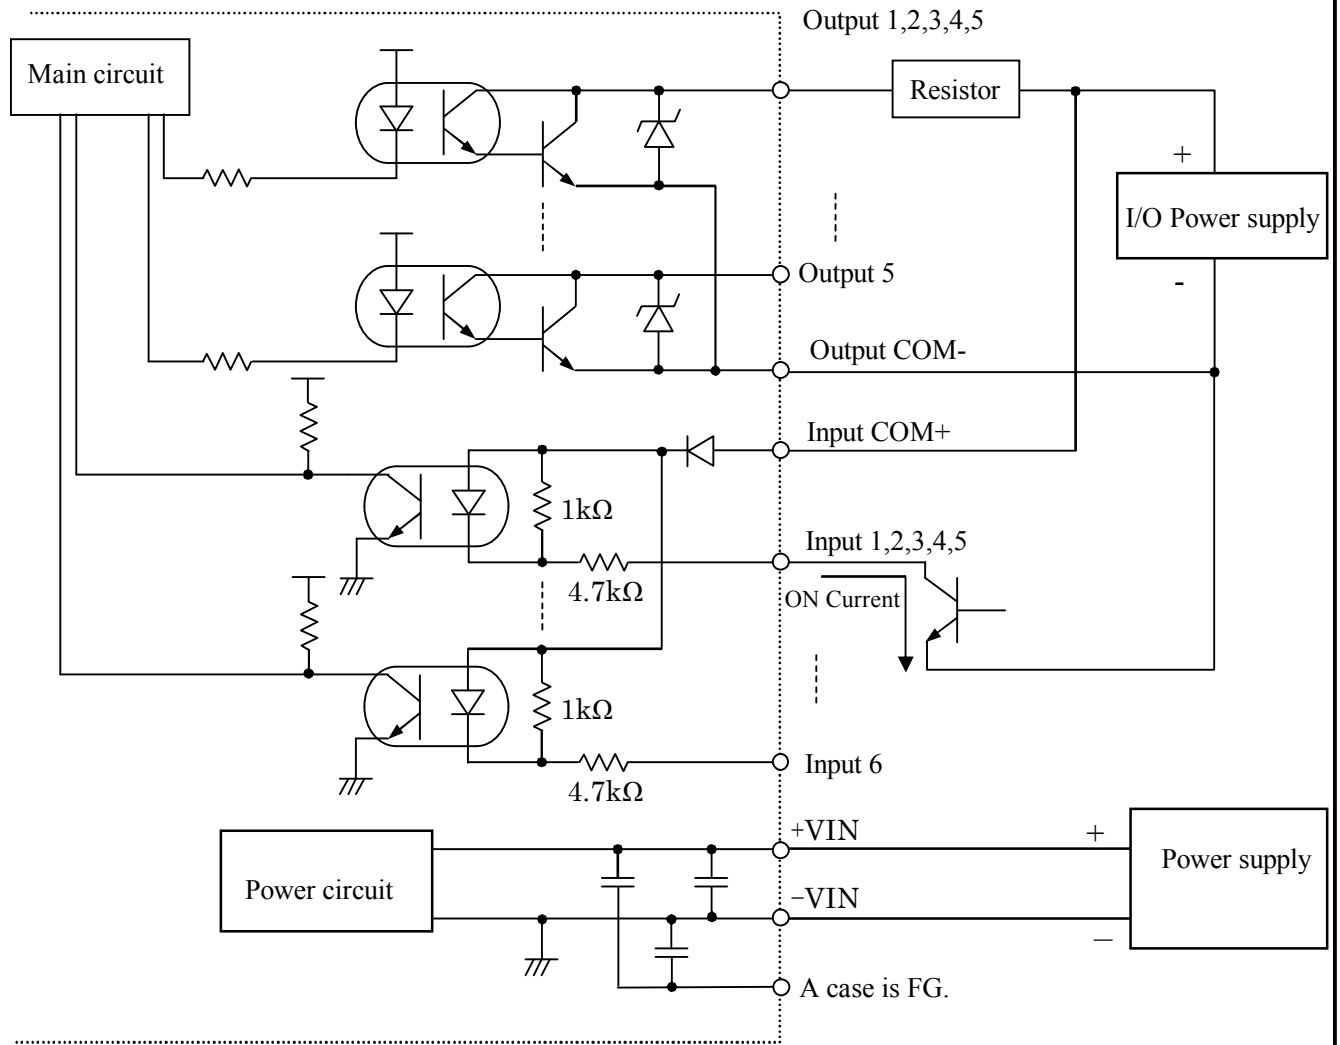 Output 1,2,3,4,5
Main circuit
Resistor
+
I/O Power supply
-
Output 5
Output COM-
Input COM+
1kΩ
Input 1,2,3,4,5
4.7kΩ
ON Current
1kΩ
Input 6
4.7kΩ
+VIN
+
Power supply
Power circuit
−VIN
−
A case is FG.